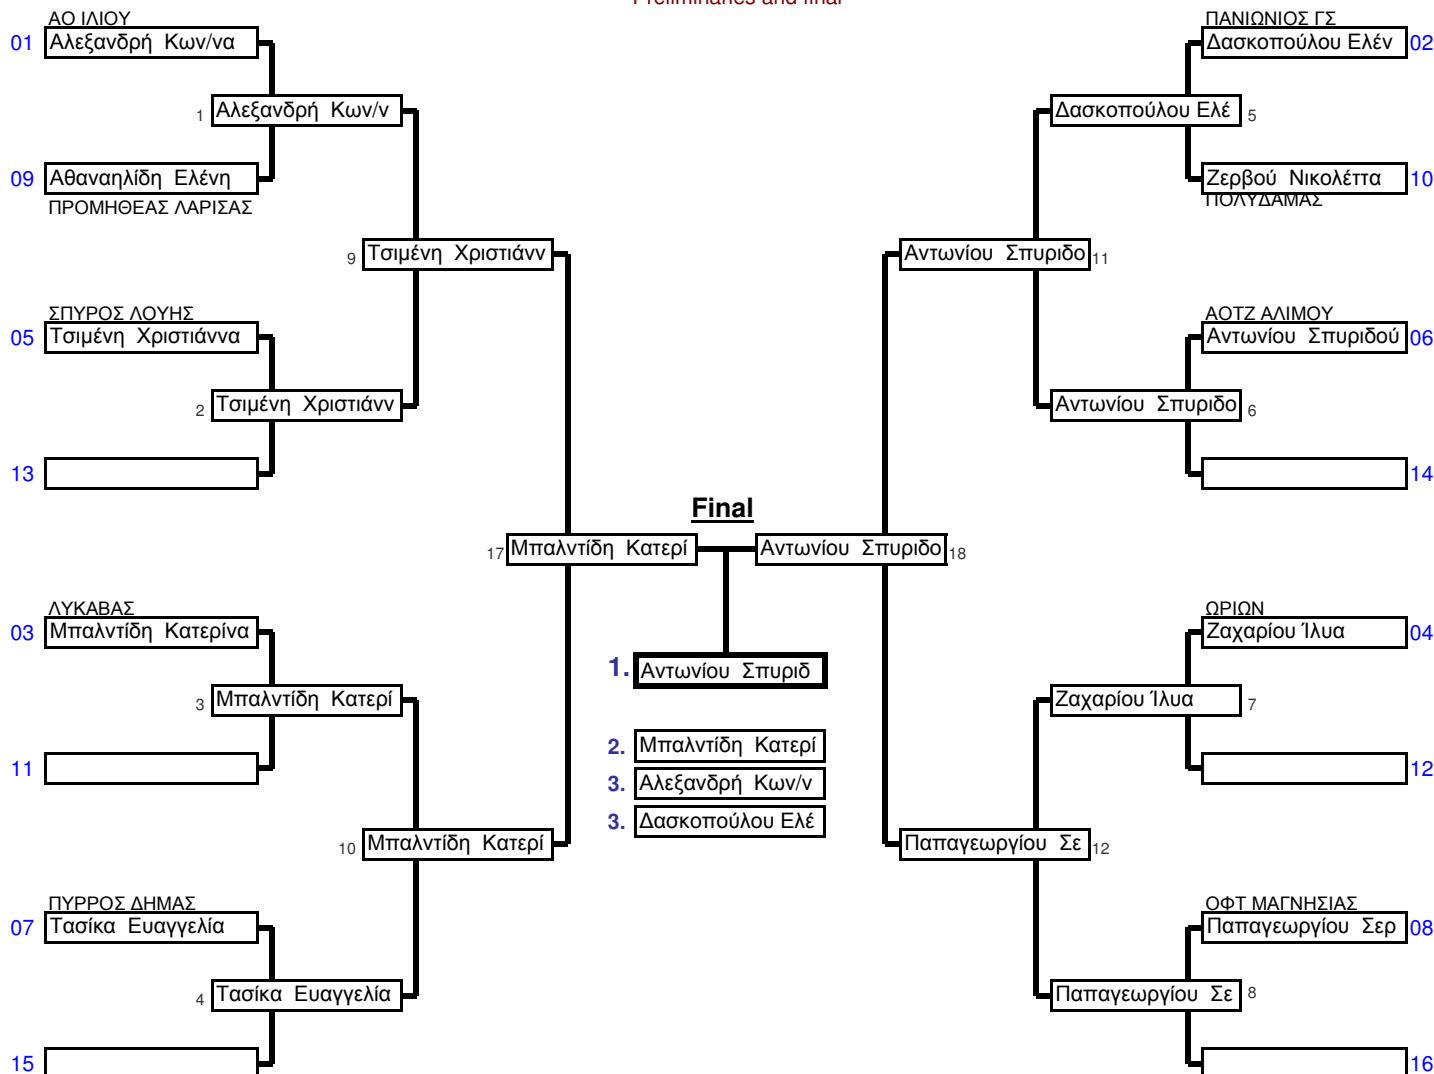 Preliminaries and final
ΑΟ ΙΛΙΟΥ
01 Αλεξανδρή Κων/να
1 Αλεξανδρή Κων/ν
09 Αθαναηλίδη Ελένη
ΠΡΟΜΗΘΕΑΣ ΛΑΡΙΣΑΣ
9 Τσιμένη Χριστιάνν
ΣΠΥΡΟΣ ΛΟΥΗΣ
05 Τσιμένη Χριστιάννα
2 Τσιμένη Χριστιάνν
13
17 Μπαλντίδη Κατερί
ΛΥΚΑΒΑΣ
03 Μπαλντίδη Κατερίνα
3 Μπαλντίδη Κατερί
11
10 Μπαλντίδη Κατερί
ΠΥΡΡΟΣ ΔΗΜΑΣ
07 Τασίκα Ευαγγελία
4 Τασίκα Ευαγγελία
15
Final
1. Αντωνίου Σπυριδ
2. Μπαλντίδη Κατερί
3. Αλεξανδρή Κων/ν
3. Δασκοπούλου Ελέ
ΠΑΝΙΩΝΙΟΣ ΓΣ
Δασκοπούλου Ελέν 02
Δασκοπούλου Ελέ 5
Ζερβού Νικολέττα 10
ΠΟΛΥΔΑΜΑΣ
Αντωνίου Σπυριδο 11
ΑΟΤΖ ΑΛΙΜΟΥ
Αντωνίου Σπυριδού 06
Αντωνίου Σπυριδο 6
14
Αντωνίου Σπυριδο 18
ΩΡΙΩΝ
Ζαχαρίου Ίλυα 04
Ζαχαρίου Ίλυα 7
12
Παπαγεωργίου Σε 12
ΟΦΤ ΜΑΓΝΗΣΙΑΣ
Παπαγεωργίου Σερ 08
Παπαγεωργίου Σε 8
16